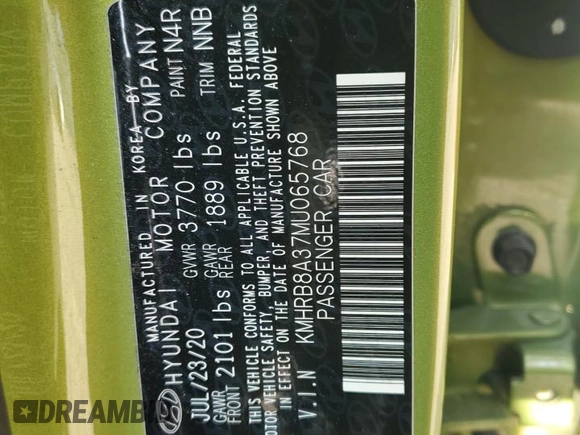 MANUFACTURED IN KOREA BY
HYUNDAI MOTOR COMPANY
JUL/23/20 GVWR 3770 lbs PAINT N4R
GAWR FRONT 2101 lbs GAWR REAR 1889 lbs TRIM NNB
THIS VEHICLE CONFORMS TO ALL APPLICABLE U.S.A. FEDERAL
MOTOR VEHICLE SAFETY, BUMPER, AND THEFT PREVENTION STANDARDS
IN EFFECT ON THE DATE OF MANUFACTURE SHOWN ABOVE
V.I.N KMHRB8A37MU065768
PASSENGER CAR
DREAMBID